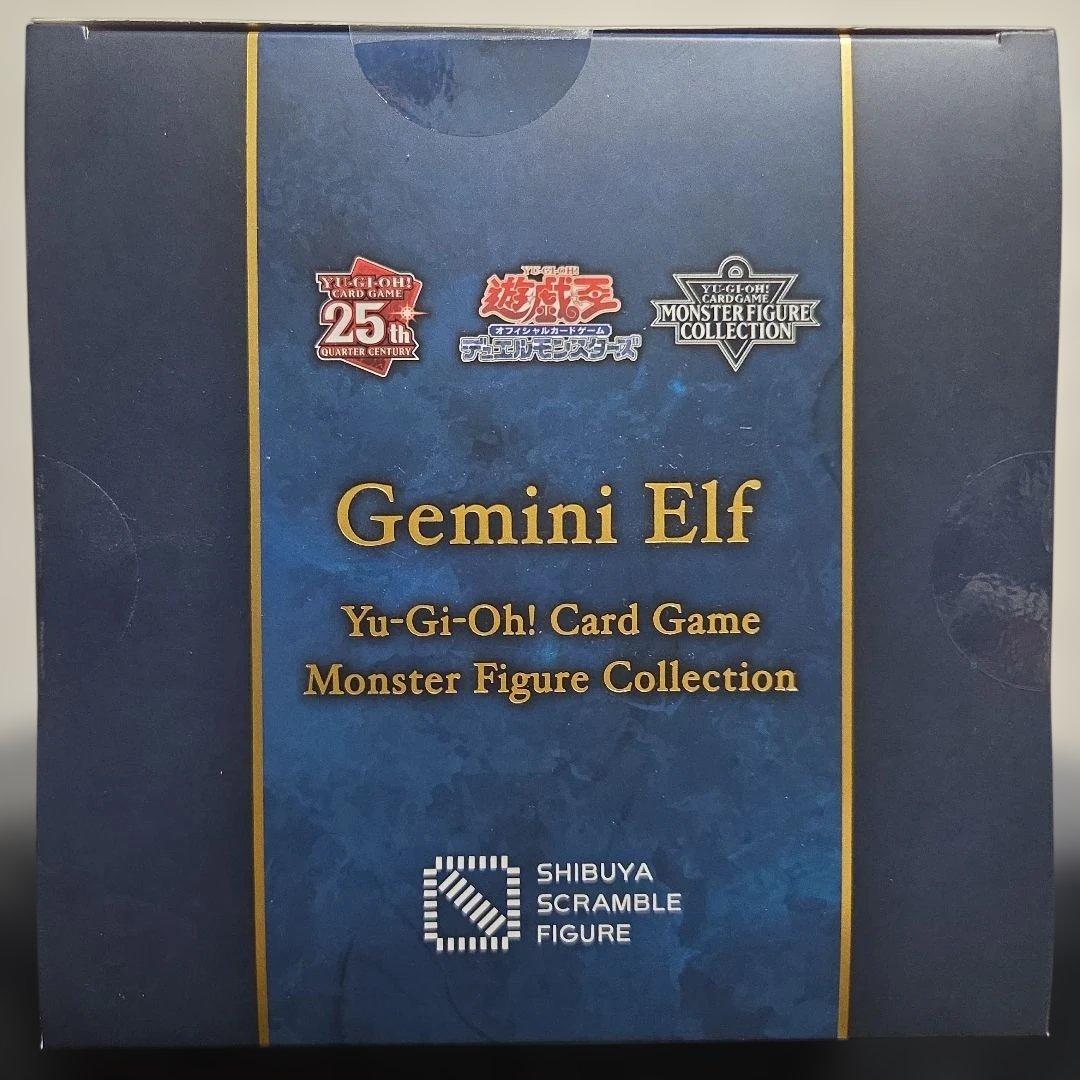 YU-GI-OH!
CARD GAME
25th
QUARTER CENTURY
YU-GI-OH!
遊戯王
オフィシャルカードゲーム
デュエルモンスターズ
YU-GI-OH!
CARD GAME
MONSTER FIGURE
COLLECTION
Gemini Elf
Yu-Gi-Oh! Card Game
Monster Figure Collection
SHIBUYA
SCRAMBLE
FIGURE